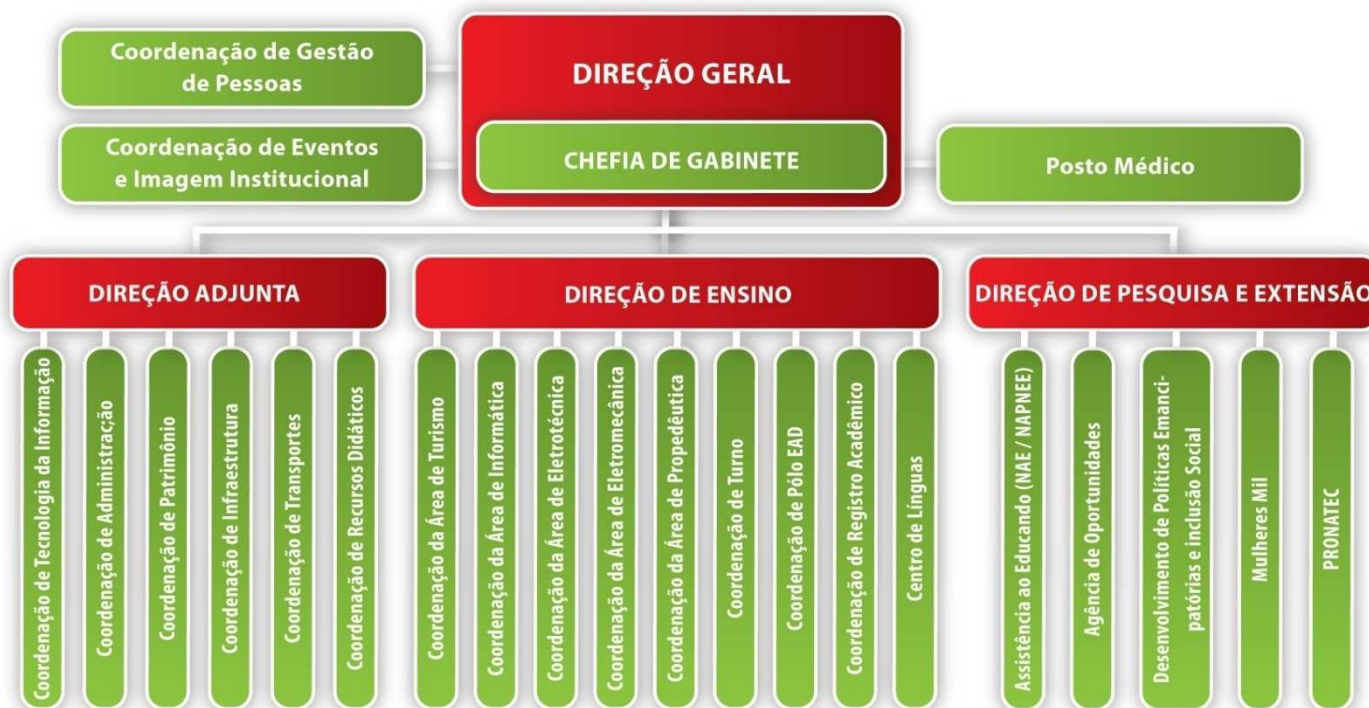 Coordenação de Gestão
de Pessoas
DIREÇÃO GERAL
Coordenação de Eventos
e Imagem Institucional
CHEFIA DE GABINETE
Posto Médico
DIREÇÃO ADJUNTA
DIREÇÃO DE ENSINO
DIREÇÃO DE PESQUISA E EXTENSÃO
Coordenação de Tecnologia da Informação
Coordenação de Administração
Coordenação de Patrimônio
Coordenação de Infraestrutura
Coordenação de Transportes
Coordenação de Recursos Didáticos
Coordenação da Área de Turismo
Coordenação da Área de Informática
Coordenação da Área de Eletrotécnica
Coordenação da Área de Eletromecânica
Coordenação da Área de Propedêutica
Coordenação de Turno
Coordenação de Pólo EAD
Coordenação de Registro Acadêmico
Centro de Línguas
Assistência ao Educando (NAE / NAPNEE)
Agência de Oportunidades
Desenvolvimento de Políticas Emanci-
patórias e inclusão Social
Mulheres Mil
PRONATEC